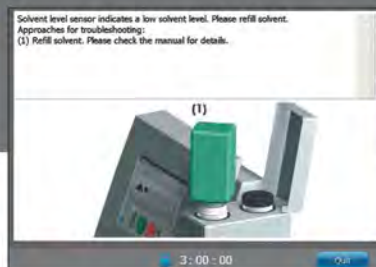 Solvent level sensor indicates a low solvent level. Please refill solvent.
Approaches for troubleshooting:
(1) Refill solvent. Please check the manual for details.
(1)
3:00:00
Quit